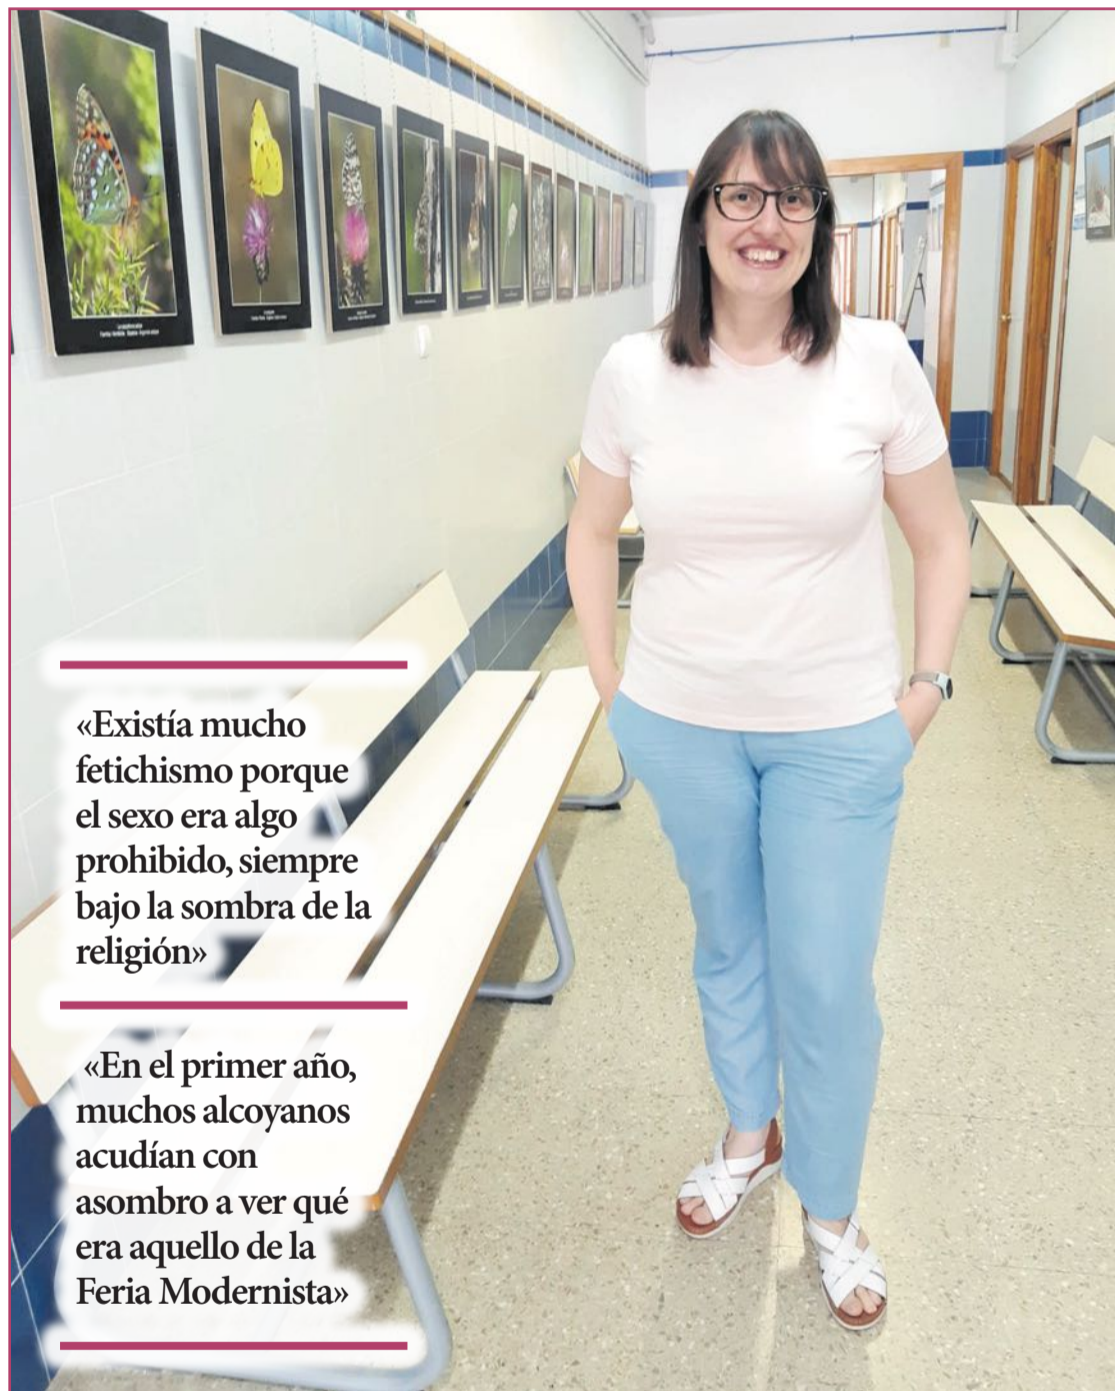 «Existía mucho
fetichismo porque
el sexo era algo
prohibido, siempre
bajo la sombra de la
religión»
«En el primer año,
muchos alcoyanos
acudían con
asombro a ver qué
era aquello de la
Feria Modernista»